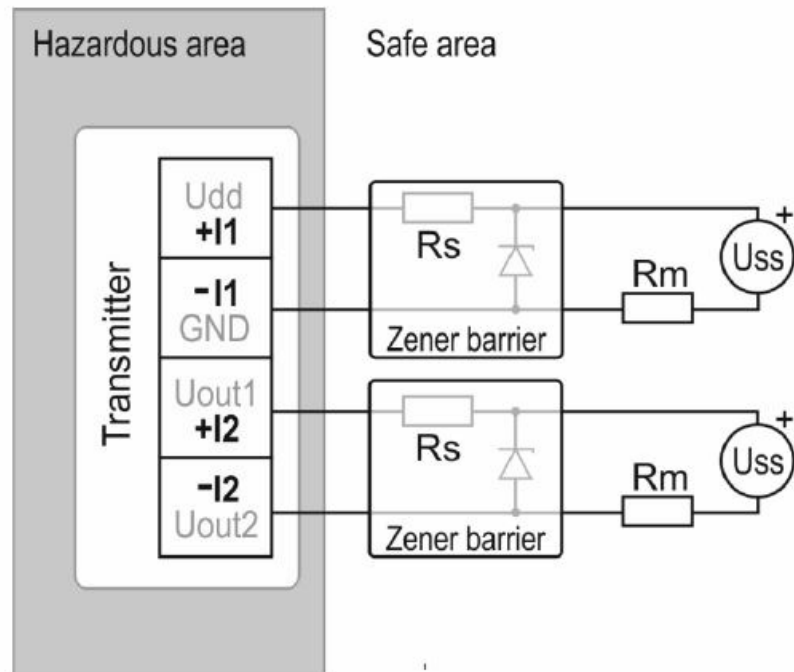 Hazardous area
Safe area
Transmitter
Udd
+I1
-I1
GND
Uout1
+I2
-I2
Uout2
Rs
Zener barrier
Rm
+
Uss
Rs
Zener barrier
Rm
+
Uss